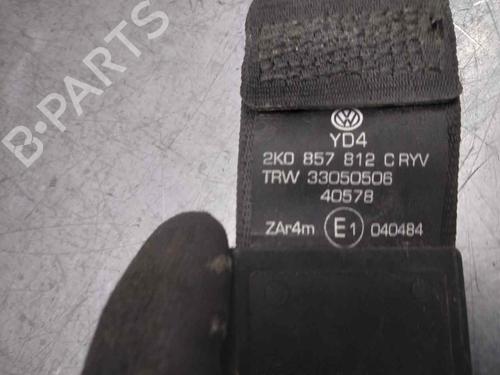 B-PARTS
YD4
2K0 857 812 C RYV
TRW 33050506
40578
ZAr4m E1 040484